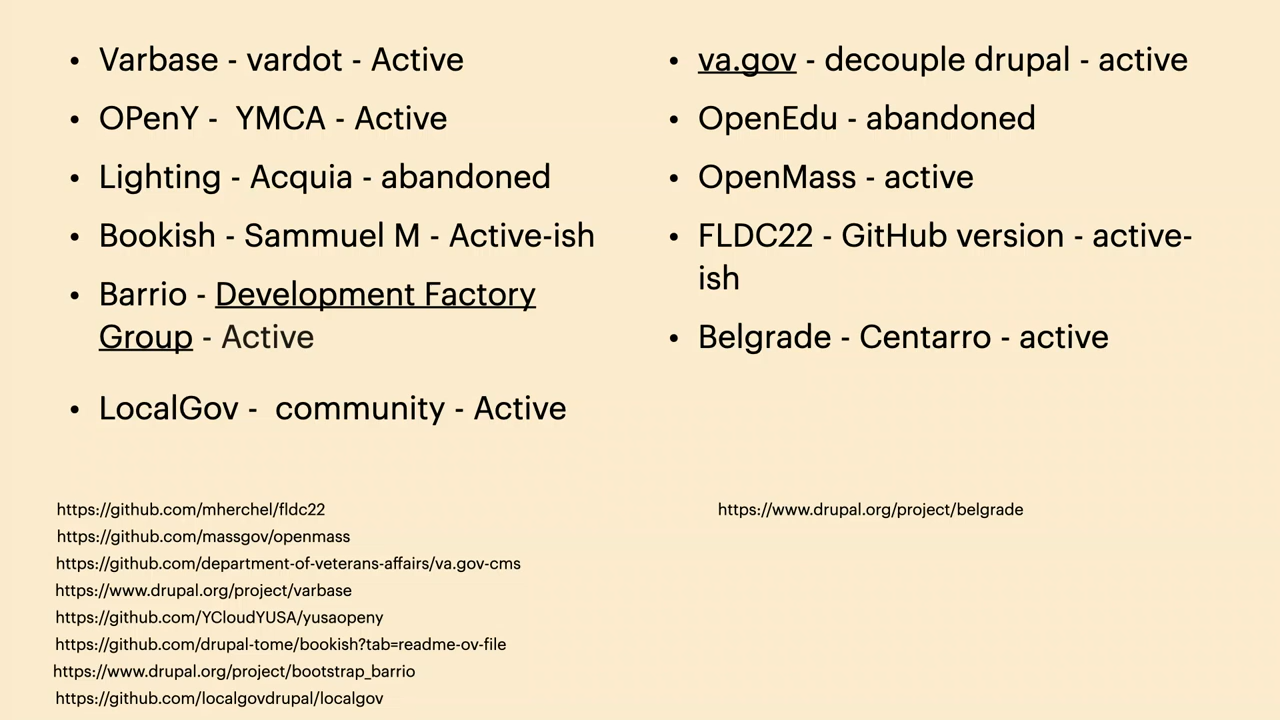 • Varbase - vardot - Active
• OPenY -  YMCA - Active
• Lighting - Acquia - abandoned
• Bookish - Sammuel M - Active-ish
• Barrio - Development Factory
Group - Active
• LocalGov -  community - Active
• va.gov - decouple drupal - active
• OpenEdu - abandoned
• OpenMass - active
• FLDC22 - GitHub version - active-
ish
• Belgrade - Centarro - active
https://github.com/mherchel/fldc22
https://github.com/massgov/openmass
https://github.com/department-of-veterans-affairs/va.gov-cms
https://www.drupal.org/project/varbase
https://github.com/YCloudYUSA/yusaopeny
https://github.com/drupal-tome/bookish?tab=readme-ov-file
https://www.drupal.org/project/bootstrap_barrio
https://github.com/localgovdrupal/localgov
https://www.drupal.org/project/belgrade